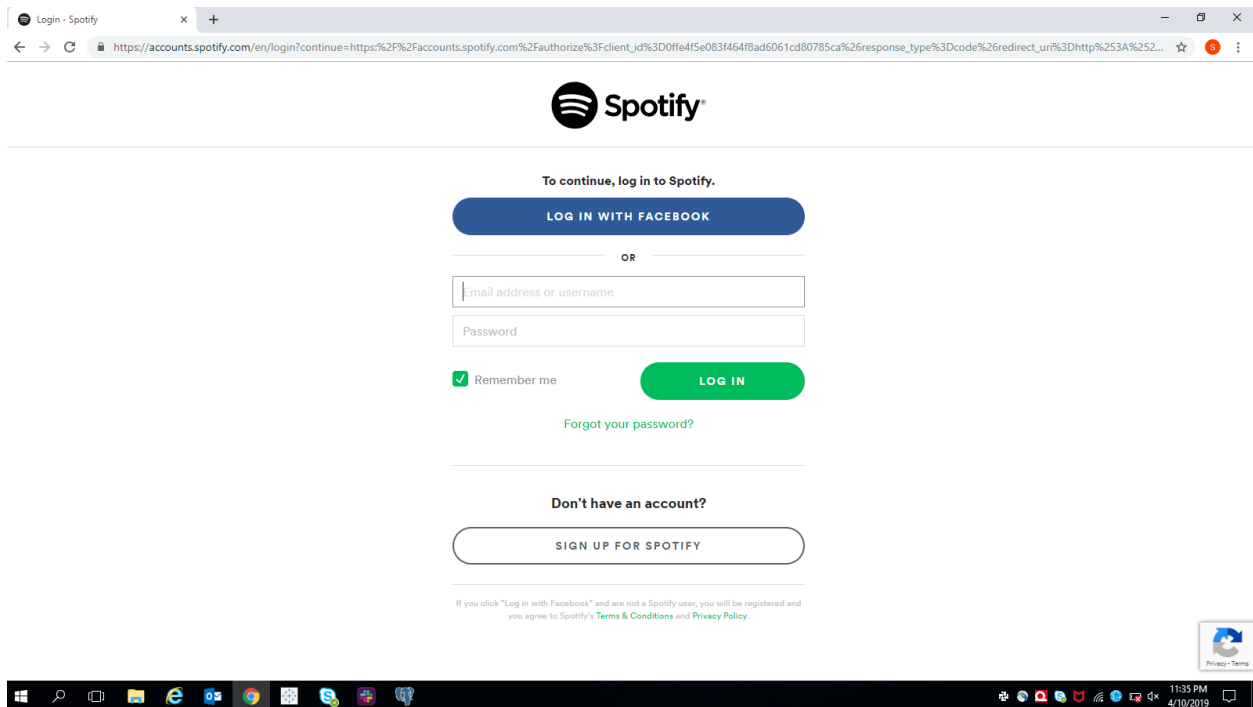 Login - Spotify
https://accounts.spotify.com/en/login?continue=https:%2F%2Faccounts.spotify.com%2Fauthorize%3Fclient_id%3D0ffe4f5e083f464f8ad6061cd80785ca%26response_type%3Dcode%26redirect_uri%3Dhttp%253A%252...
S
Spotify®
To continue, log in to Spotify.
LOG IN WITH FACEBOOK
OR
Email address or username
Password
Remember me
LOG IN
Forgot your password?
Don't have an account?
SIGN UP FOR SPOTIFY
If you click "Log in with Facebook" and are not a Spotify user, you will be registered and
you agree to Spotify's Terms & Conditions and Privacy Policy.
Privacy - Terms
11:35 PM
4/10/2019